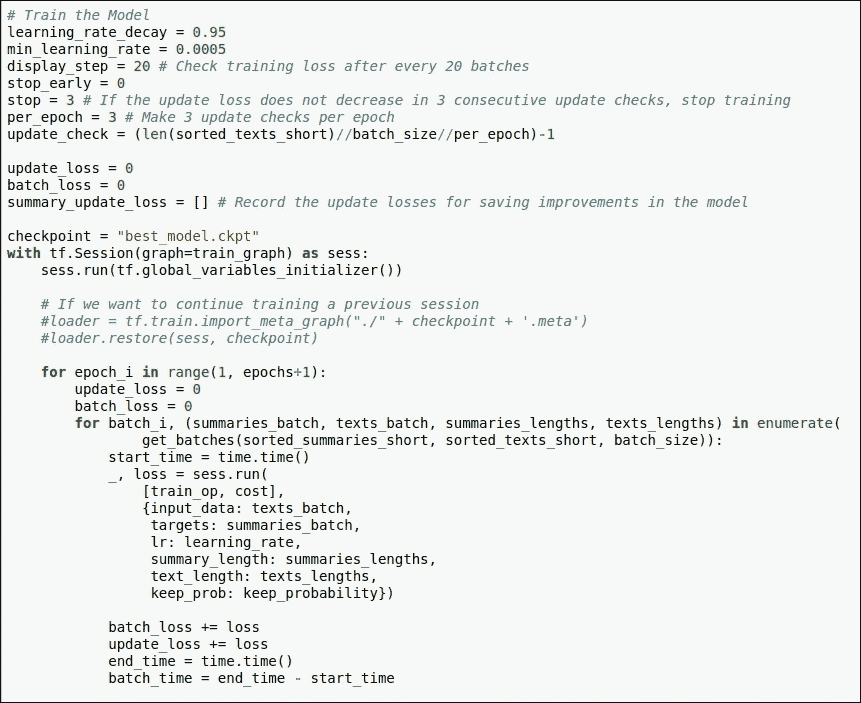 # Train the Model
learning_rate_decay = 0.95
min_learning_rate = 0.0005
display_step = 20 # Check training loss after every 20 batches
stop_early = 0
stop = 3 # If the update loss does not decrease in 3 consecutive update checks, stop training
per_epoch = 3 # Make 3 update checks per epoch
update_check = (len(sorted_texts_short)//batch_size//per_epoch)-1

update_loss = 0
batch_loss = 0
summary_update_loss = [] # Record the update losses for saving improvements in the model

checkpoint = "best_model.ckpt"
with tf.Session(graph=train_graph) as sess:
    sess.run(tf.global_variables_initializer())

    # If we want to continue training a previous session
    #loader = tf.train.import_meta_graph("./" + checkpoint + '.meta')
    #loader.restore(sess, checkpoint)

    for epoch_i in range(1, epochs+1):
        update_loss = 0
        batch_loss = 0
        for batch_i, (summaries_batch, texts_batch, summaries_lengths, texts_lengths) in enumerate(
                get_batches(sorted_summaries_short, sorted_texts_short, batch_size)):
            start_time = time.time()
            _, loss = sess.run(
                [train_op, cost],
                {input_data: texts_batch,
                 targets: summaries_batch,
                 lr: learning_rate,
                 summary_length: summaries_lengths,
                 text_length: texts_lengths,
                 keep_prob: keep_probability})

            batch_loss += loss
            update_loss += loss
            end_time = time.time()
            batch_time = end_time - start_time